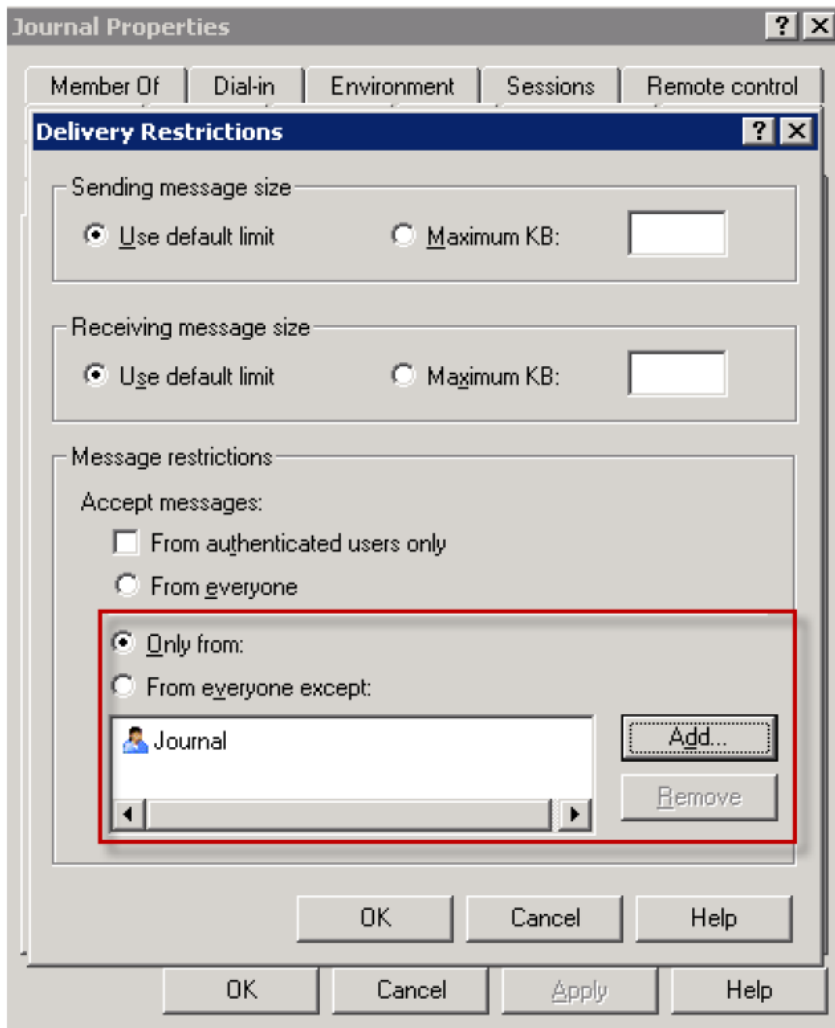 Journal Properties
Member Of Dial-in Environment Sessions Remote control
Delivery Restrictions
Sending message size
Use default limit Maximum KB:
Receiving message size
Use default limit Maximum KB:
Message restrictions
Accept messages:
From authenticated users only
From everyone
Only from:
From everyone except:
Journal Add...
Remove
OK Cancel Help
OK Cancel Apply Help